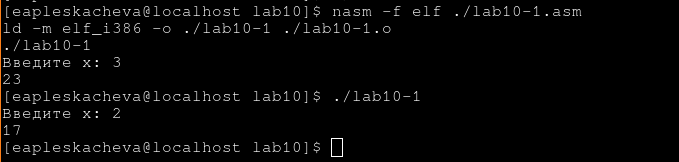 [eapleskacheva@localhost lab10]$ nasm -f elf ./lab10-1.asm
ld -m elf_i386 -o ./lab10-1 ./lab10-1.o
./lab10-1
Введите x: 3
23
[eapleskacheva@localhost lab10]$ ./lab10-1
Введите x: 2
17
[eapleskacheva@localhost lab10]$